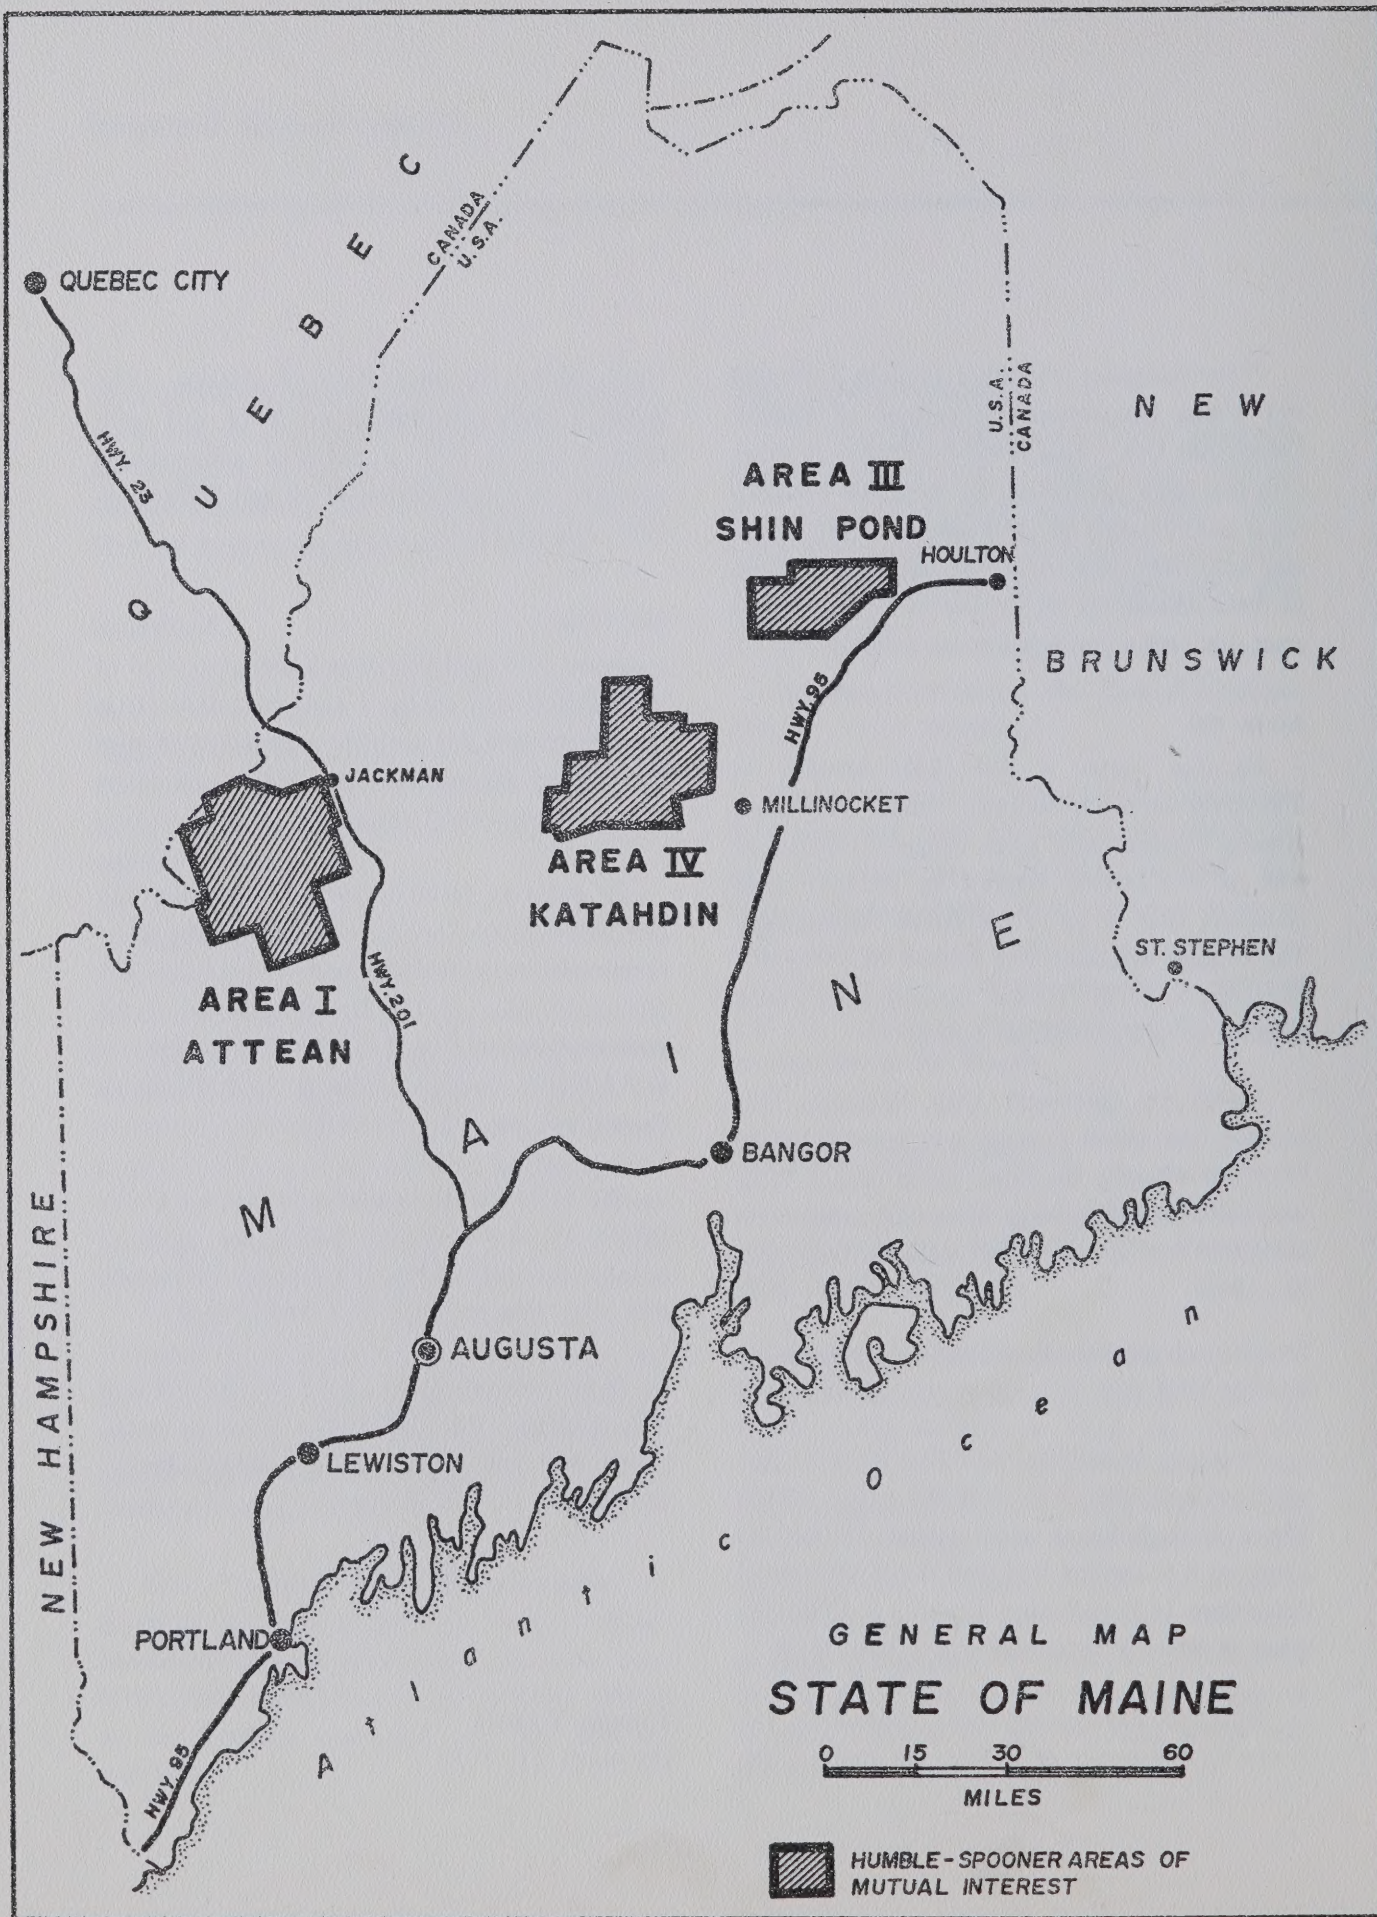 QUEBEC
CANADA
U.S.A.
QUEBEC CITY
HWY. 23
U.S.A.
CANADA
NEW
BRUNSWICK
AREA III
SHIN POND
HOULTON
HWY. 95
JACKMAN
MILLINOCKET
AREA IV
KATAHDIN
AREA I
ATTEAN
HWY. 201
ST. STEPHEN
MAINE
BANGOR
NEW HAMPSHIRE
AUGUSTA
LEWISTON
PORTLAND
HWY. 95
Atlantic Ocean
GENERAL MAP
STATE OF MAINE
0 15 30 60
MILES
HUMBLE-SPOONER AREAS OF
MUTUAL INTEREST